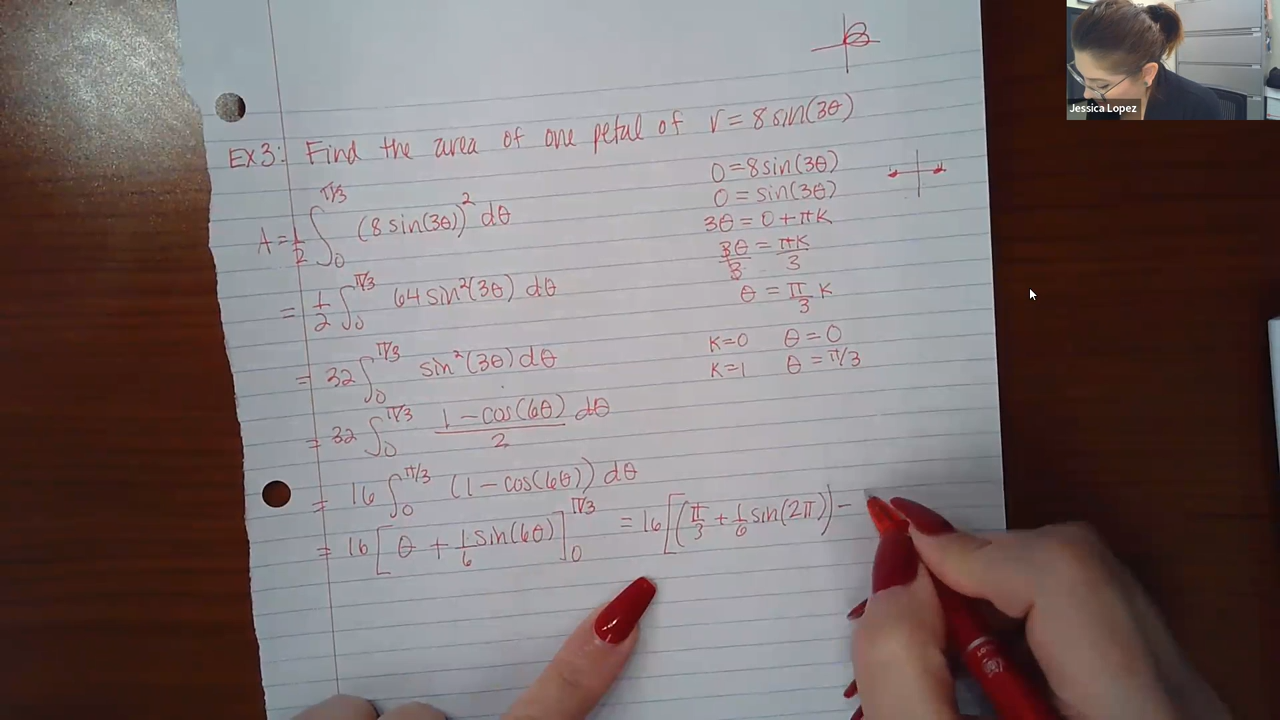 Jessica Lopez
Ex3: Find the area of one petal of r = 8 sin(3θ)
A = 1/2 ∫₀^π/3 (8 sin(3θ))² dθ
= 1/2 ∫₀^π/3 64 sin²(3θ) dθ
= 32 ∫₀^π/3 sin²(3θ) dθ
= 32 ∫₀^π/3 (1 - cos(6θ))/2 dθ
= 16 ∫₀^π/3 (1 - cos(6θ)) dθ
= 16 [θ + 1/6 sin(6θ)]₀^π/3 = 16 [(π/3 + 1/6 sin(2π)) -
0 = 8 sin(3θ)
0 = sin(3θ)
3θ = 0 + πK
3θ/3 = πK/3
θ = π/3 K
K=0 θ = 0
K=1 θ = π/3